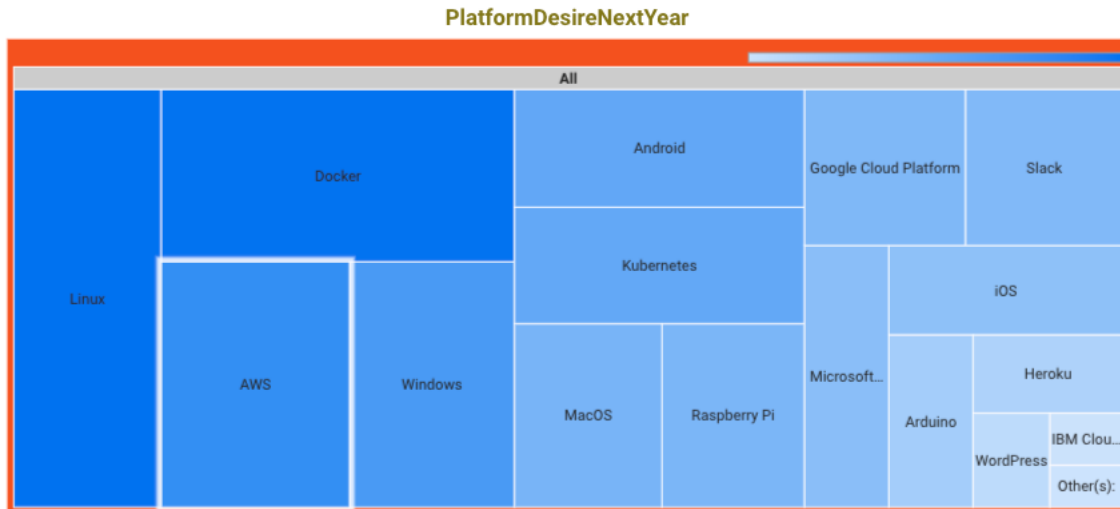 PlatformDesireNextYear
All
Linux
Docker
AWS
Windows
Android
Kubernetes
MacOS
Raspberry Pi
Google Cloud Platform
Slack
Microsoft...
iOS
Arduino
Heroku
WordPress
IBM Clou...
Other(s):